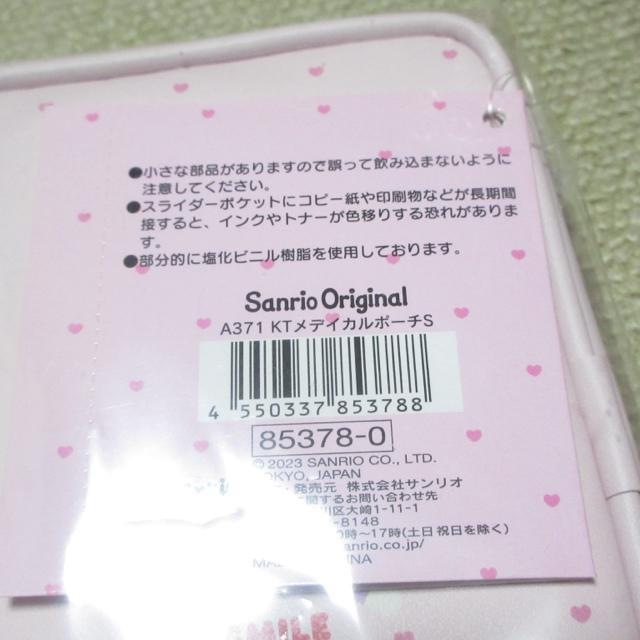 ●小さな部品がありますので誤って飲み込まないように
注意してください。
●スライダーポケットにコピー紙や印刷物などが長期間
接すると、インクやトナーが色移りする恐れがありま
す。
●部分的に塩化ビニル樹脂を使用しております。
Sanrio Original
A371 KTメデイカルポーチS
4 550337 853788
85378-0
© 2023 SANRIO CO., LTD.
TOKYO, JAPAN
発売元 株式会社サンリオ
に関するお問い合わせ先
川区大崎1-11-1
-8148
時～17時(土日祝日を除く)
sanrio.co.jp/
SMILE